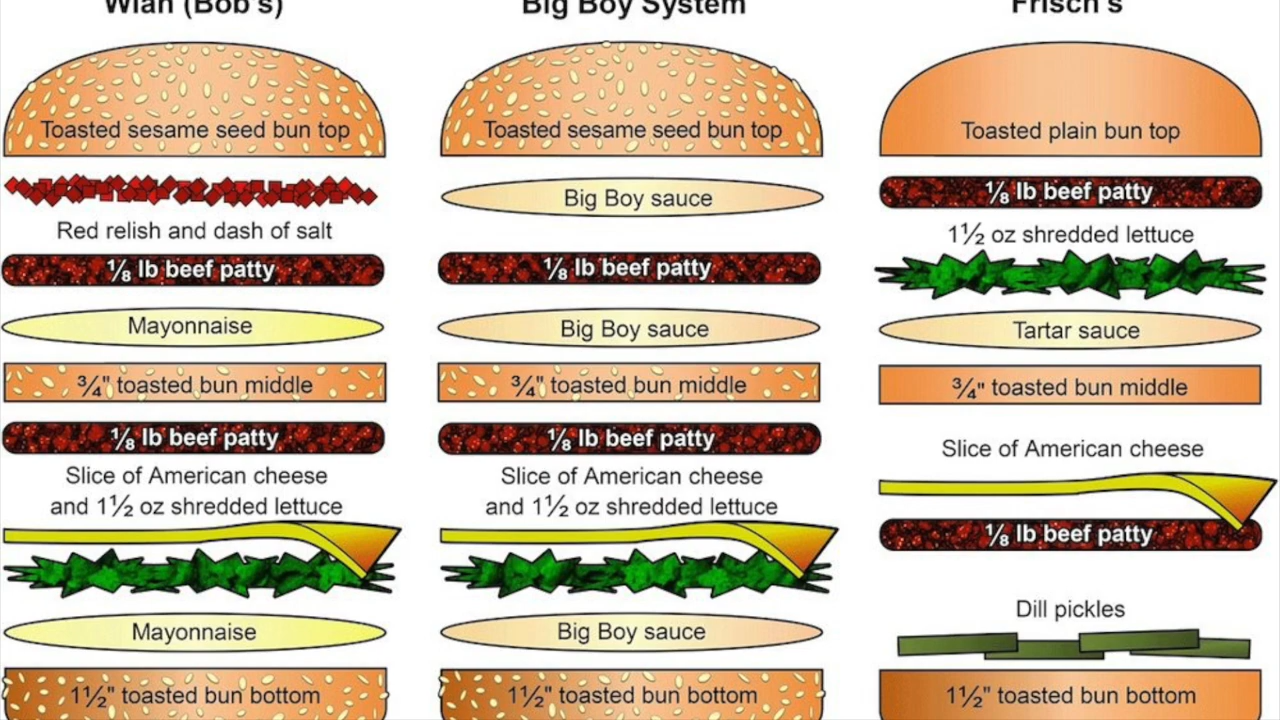 Wian (Bob's)
Toasted sesame seed bun top
Red relish and dash of salt
⅛ lb beef patty
Mayonnaise
¾" toasted bun middle
⅛ lb beef patty
Slice of American cheese
and 1½ oz shredded lettuce
Mayonnaise
1½" toasted bun bottom
Big Boy System
Toasted sesame seed bun top
Big Boy sauce
⅛ lb beef patty
Big Boy sauce
¾" toasted bun middle
⅛ lb beef patty
Slice of American cheese
and 1½ oz shredded lettuce
Big Boy sauce
1½" toasted bun bottom
Frisch's
Toasted plain bun top
⅛ lb beef patty
1½ oz shredded lettuce
Tartar sauce
¾" toasted bun middle
Slice of American cheese
⅛ lb beef patty
Dill pickles
1½" toasted bun bottom